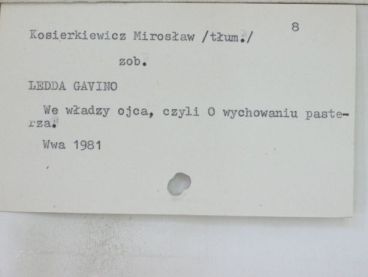 8
Kosierkiewicz Mirosław /tłum./
zob.
LEDDA GAVINO
We władzy ojca, czyli O wychowaniu paste-
rza.
Wwa 1981